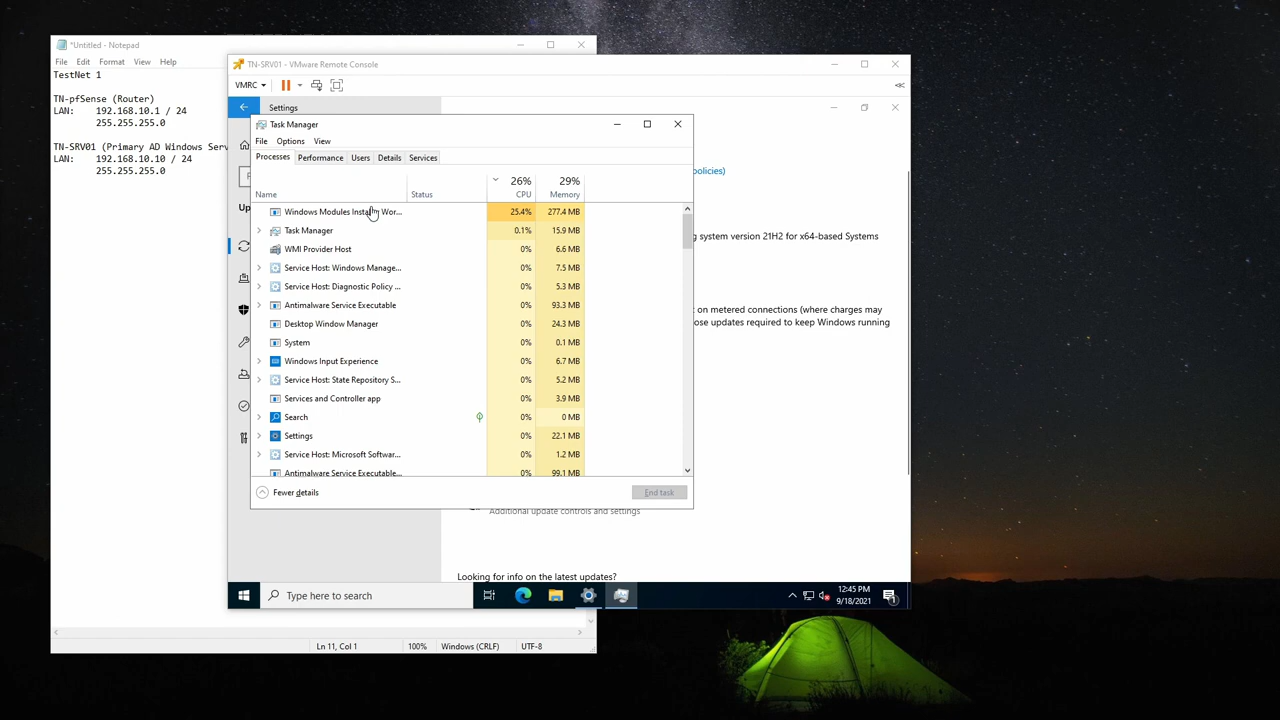 *Untitled - Notepad
File Edit Format View Help
TestNet 1
TN-pfSense (Router)
LAN: 192.168.10.1 / 24
255.255.255.0
TN-SRV01 (Primary AD Windows Serv
LAN: 192.168.10.10 / 24
255.255.255.0
Ln 11, Col 1 100% Windows (CRLF) UTF-8
TN-SRV01 - VMware Remote Console
VMRC
Settings
Up
policies)
system version 21H2 for x64-based Systems
on metered connections (where charges may
ose updates required to keep Windows running
Additional update controls and settings
Looking for info on the latest updates?
Task Manager
File Options View
Processes Performance Users Details Services
26% 29%
Name Status CPU Memory
Windows Modules Install Wor... 25.4% 277.4 MB
Task Manager 0.1% 15.9 MB
WMI Provider Host 0% 6.6 MB
Service Host: Windows Manage... 0% 7.5 MB
Service Host: Diagnostic Policy ... 0% 5.3 MB
Antimalware Service Executable 0% 93.3 MB
Desktop Window Manager 0% 24.3 MB
System 0% 0.1 MB
Windows Input Experience 0% 6.7 MB
Service Host: State Repository S... 0% 5.2 MB
Services and Controller app 0% 3.9 MB
Search 0% 0 MB
Settings 0% 22.1 MB
Service Host: Microsoft Softwar... 0% 1.2 MB
Antimalware Service Executable... 0% 99.1 MB
Fewer details End task
Type here to search
12:45 PM
9/18/2021
1